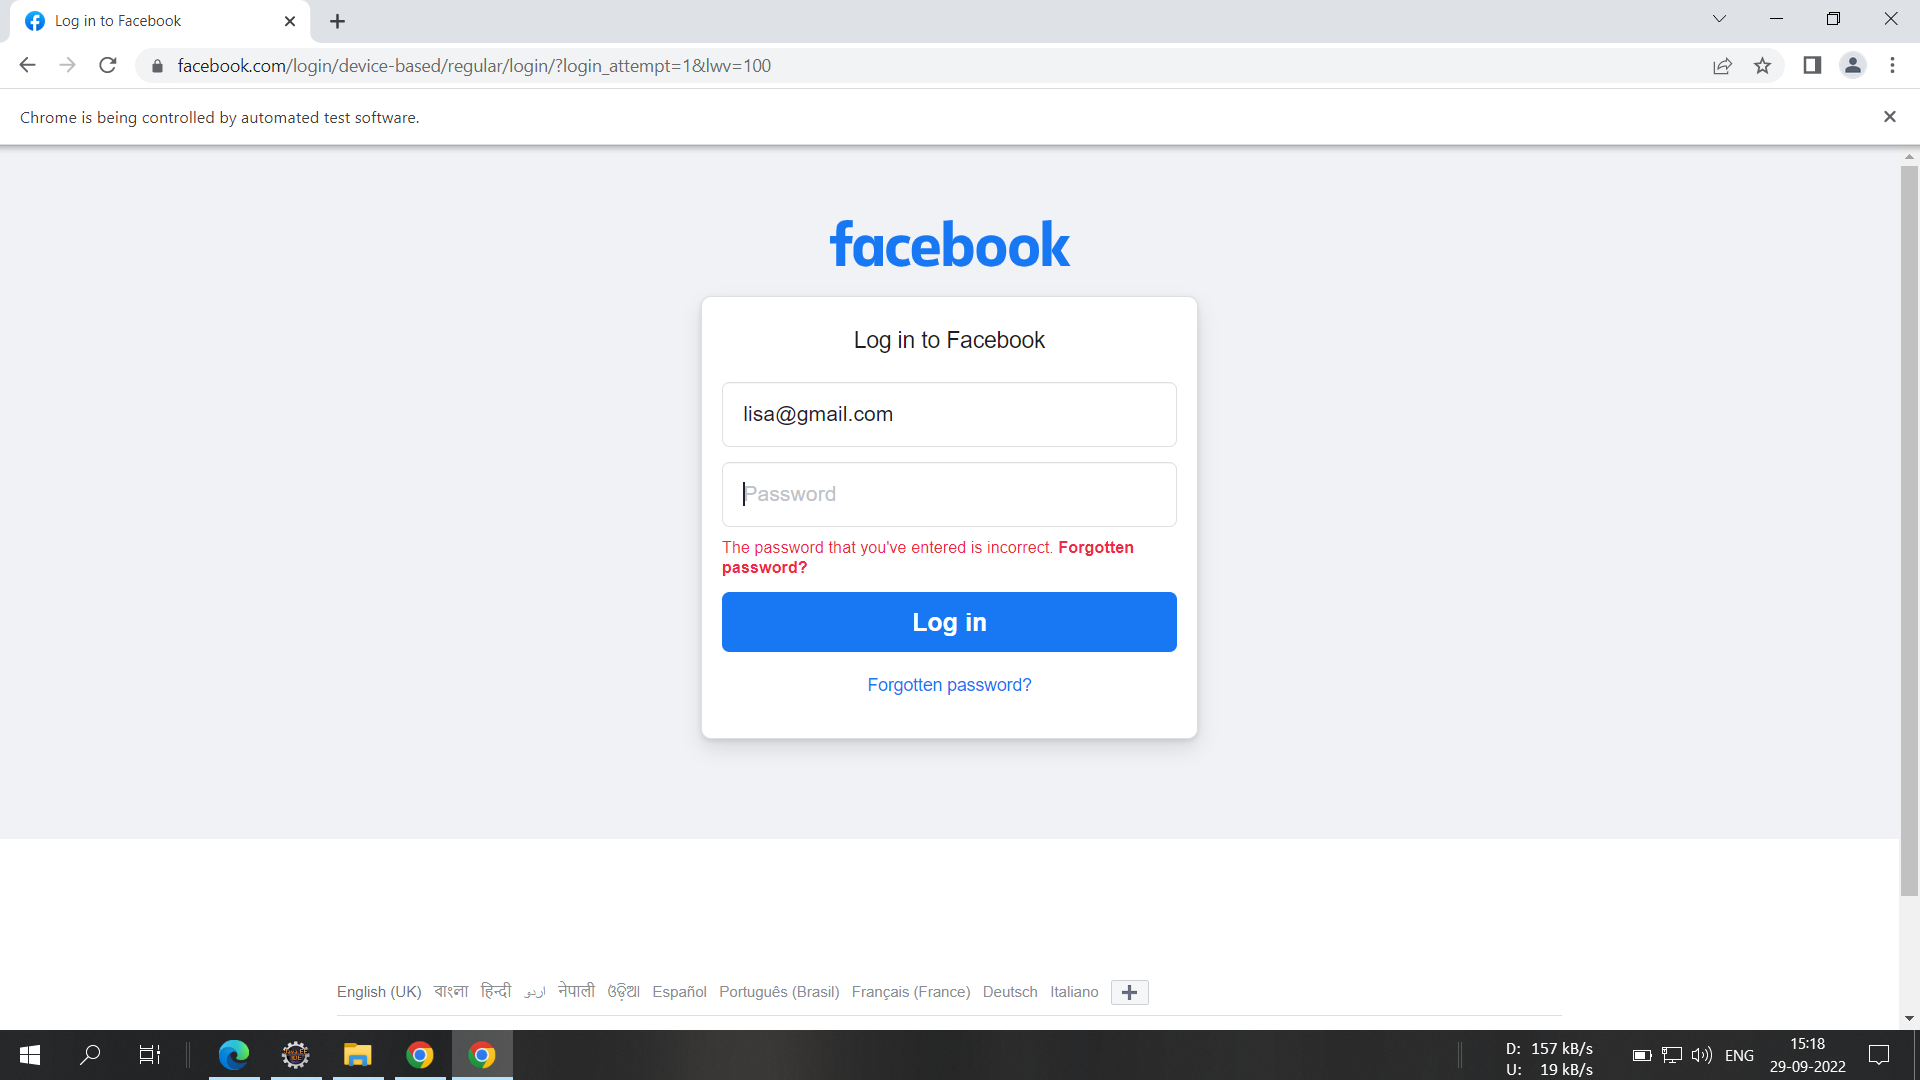 Log in to Facebook
facebook.com/login/device-based/regular/login/?login_attempt=1&lwv=100
Chrome is being controlled by automated test software.
facebook
Log in to Facebook
lisa@gmail.com
Password
The password that you've entered is incorrect. Forgotten
password?
Log in
Forgotten password?
English (UK) বাংলা हिन्दी اردو नेपाली ଓଡ଼ିଆ Español Português (Brasil) Français (France) Deutsch Italiano
D: 157 kB/s
U: 19 kB/s
ENG
15:18
29-09-2022